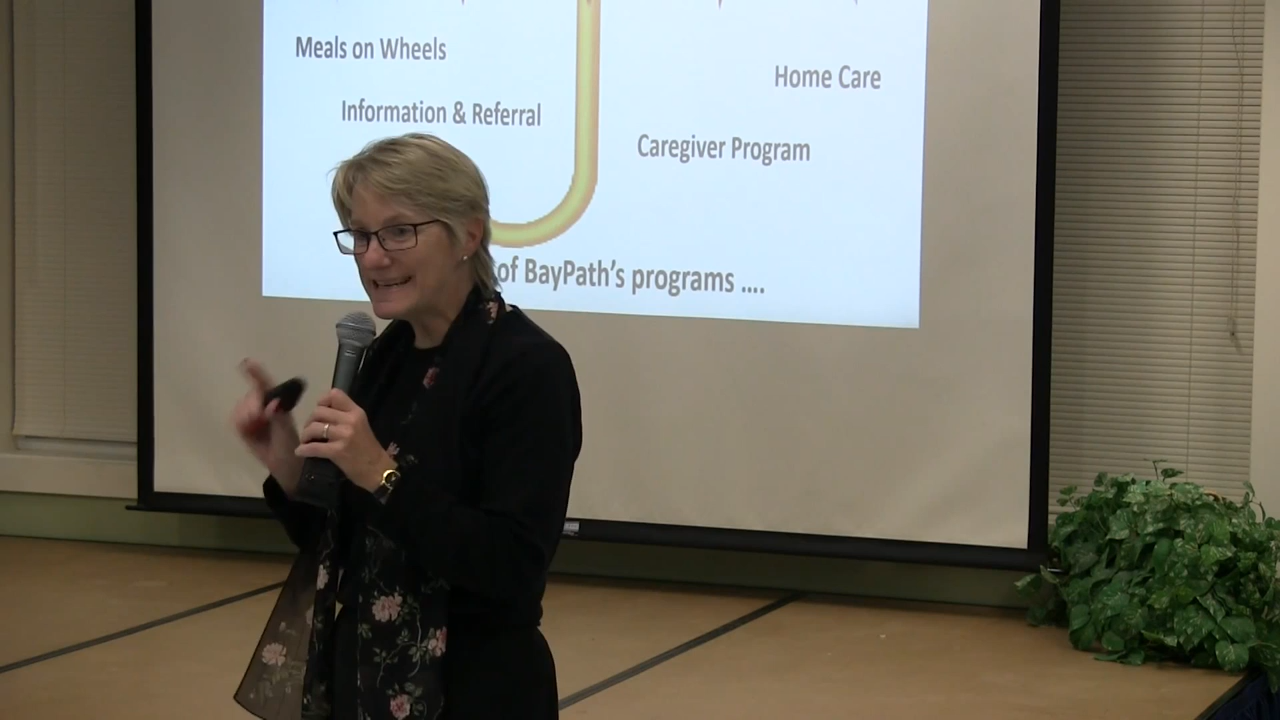 Meals on Wheels
Home Care
Information & Referral
Caregiver Program
of BayPath's programs ....